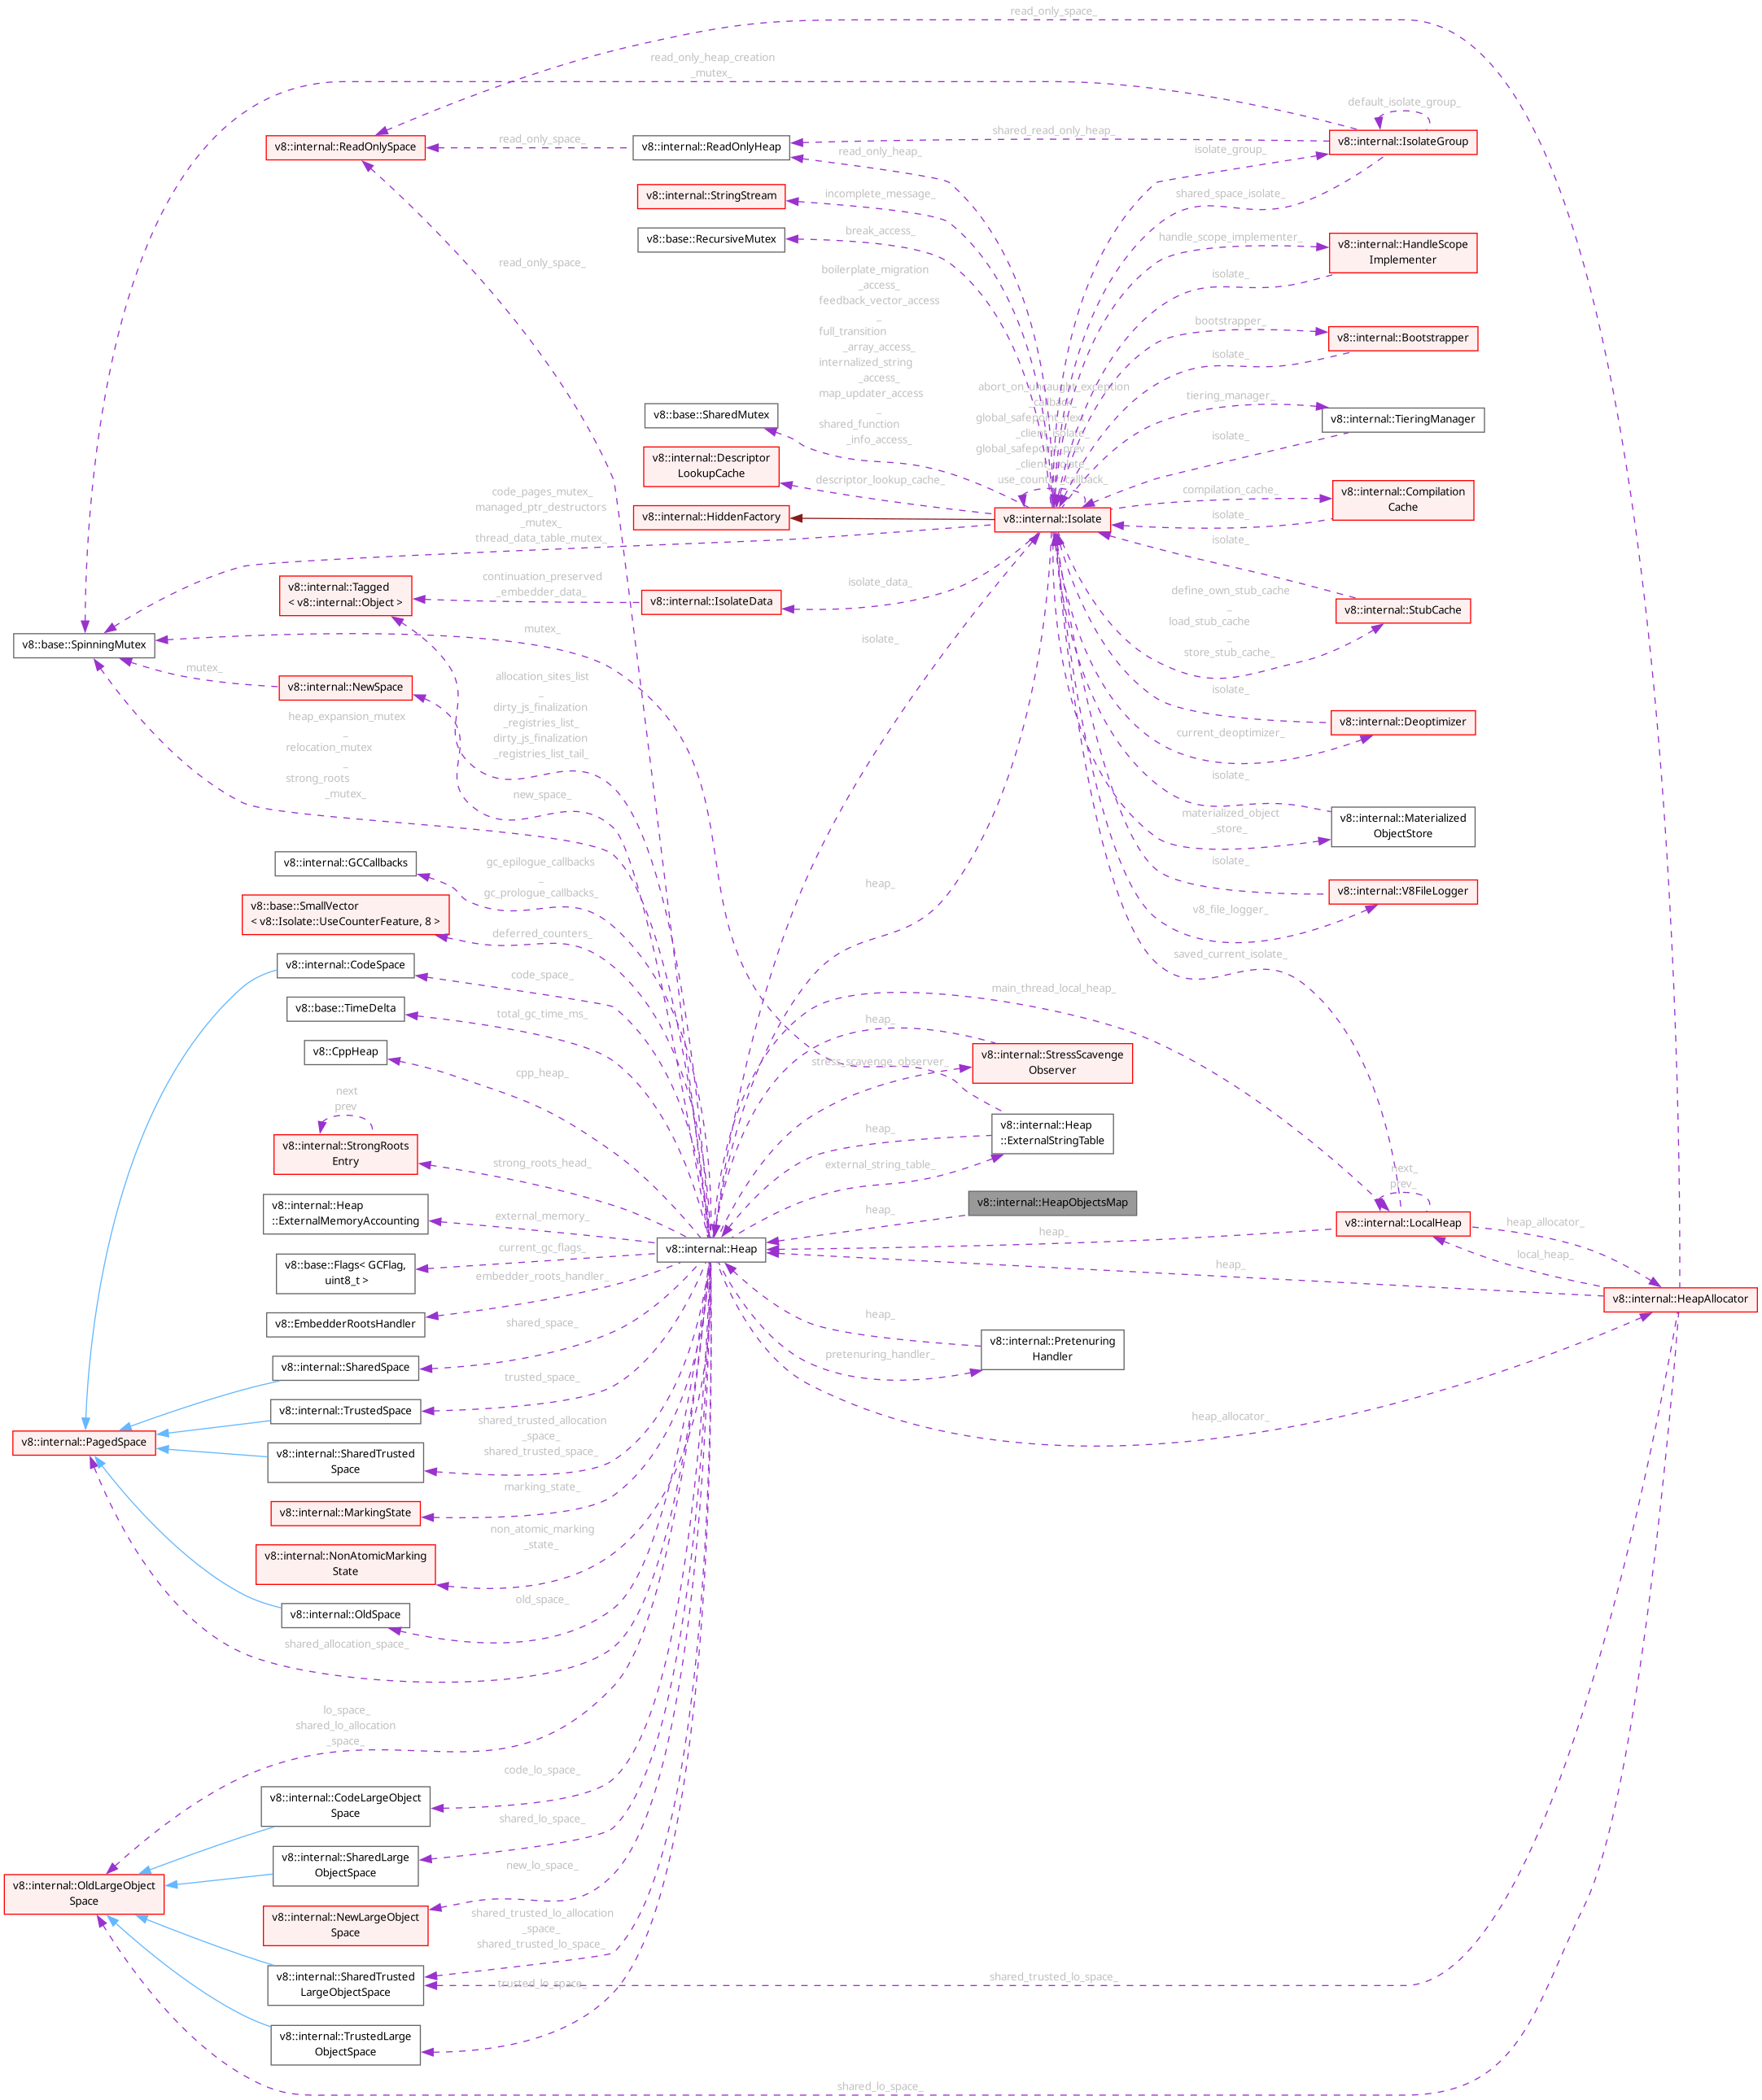 read_only_space_
read_only_heap_creation
_mutex_
default_isolate_group_
v8::internal::ReadOnlySpace
read_only_space_
v8::internal::ReadOnlyHeap
shared_read_only_heap_
read_only_heap_
isolate_group_
v8::internal::IsolateGroup
v8::internal::StringStream
incomplete_message_
shared_space_isolate_
v8::base::RecursiveMutex
break_access_
handle_scope_implementer_
v8::internal::HandleScope
Implementer
read_only_space_
isolate_
boilerplate_migration
_access_
feedback_vector_access
_
full_transition
_array_access_
internalized_string
_access_
map_updater_access
_
shared_function
_info_access_
bootstrapper_
v8::internal::Bootstrapper
isolate_
abort_on_uncaught_exception
_callback_
global_safepoint_next
_client_isolate_
global_safepoint_prev
_client_isolate_
use_counter_callback_
tiering_manager_
v8::internal::TieringManager
isolate_
v8::base::SharedMutex
v8::internal::Descriptor
LookupCache
descriptor_lookup_cache_
v8::internal::HiddenFactory
v8::internal::Isolate
compilation_cache_
v8::internal::Compilation
Cache
isolate_
isolate_
code_pages_mutex_
managed_ptr_destructors
_mutex_
thread_data_table_mutex_
v8::internal::Tagged
< v8::internal::Object >
continuation_preserved
_embedder_data_
v8::internal::IsolateData
isolate_data_
define_own_stub_cache
_
load_stub_cache
_
store_stub_cache_
v8::internal::StubCache
v8::base::SpinningMutex
mutex_
isolate_
mutex_
v8::internal::NewSpace
allocation_sites_list
_
dirty_js_finalization
_registries_list_
dirty_js_finalization
_registries_list_tail_
isolate_
v8::internal::Deoptimizer
current_deoptimizer_
heap_expansion_mutex
_
relocation_mutex
_
strong_roots
_mutex_
new_space_
isolate_
materialized_object
_store_
v8::internal::Materialized
ObjectStore
v8::internal::GCCallbacks
gc_epilogue_callbacks
_
gc_prologue_callbacks_
heap_
isolate_
v8::internal::V8FileLogger
v8_file_logger_
v8::base::SmallVector
< v8::Isolate::UseCounterFeature, 8 >
deferred_counters_
saved_current_isolate_
v8::internal::CodeSpace
code_space_
main_thread_local_heap_
v8::base::TimeDelta
total_gc_time_ms_
heap_
v8::CppHeap
cpp_heap_
stress_scavenge_observer_
v8::internal::StressScavenge
Observer
next
prev
v8::internal::StrongRoots
Entry
strong_roots_head_
heap_
external_string_table_
v8::internal::Heap
::ExternalStringTable
next_
prev_
v8::internal::Heap
::ExternalMemoryAccounting
external_memory_
heap_
v8::internal::HeapObjectsMap
v8::internal::LocalHeap
heap_allocator_
v8::internal::Heap
heap_
local_heap_
v8::base::Flags< GCFlag,
uint8_t >
current_gc_flags_
heap_
v8::internal::HeapAllocator
v8::EmbedderRootsHandler
embedder_roots_handler_
heap_
pretenuring_handler_
v8::internal::Pretenuring
Handler
v8::internal::SharedSpace
shared_space_
v8::internal::TrustedSpace
trusted_space_
heap_allocator_
v8::internal::PagedSpace
v8::internal::SharedTrusted
Space
shared_trusted_allocation
_space_
shared_trusted_space_
v8::internal::MarkingState
marking_state_
v8::internal::NonAtomicMarking
State
non_atomic_marking
_state_
v8::internal::OldSpace
old_space_
shared_allocation_space_
lo_space_
shared_lo_allocation
_space_
v8::internal::CodeLargeObject
Space
code_lo_space_
v8::internal::SharedLarge
ObjectSpace
shared_lo_space_
v8::internal::OldLargeObject
Space
v8::internal::NewLargeObject
Space
new_lo_space_
shared_trusted_lo_allocation
_space_
shared_trusted_lo_space_
v8::internal::SharedTrusted
LargeObjectSpace
shared_trusted_lo_space_
trusted_lo_space_
v8::internal::TrustedLarge
ObjectSpace
shared_lo_space_